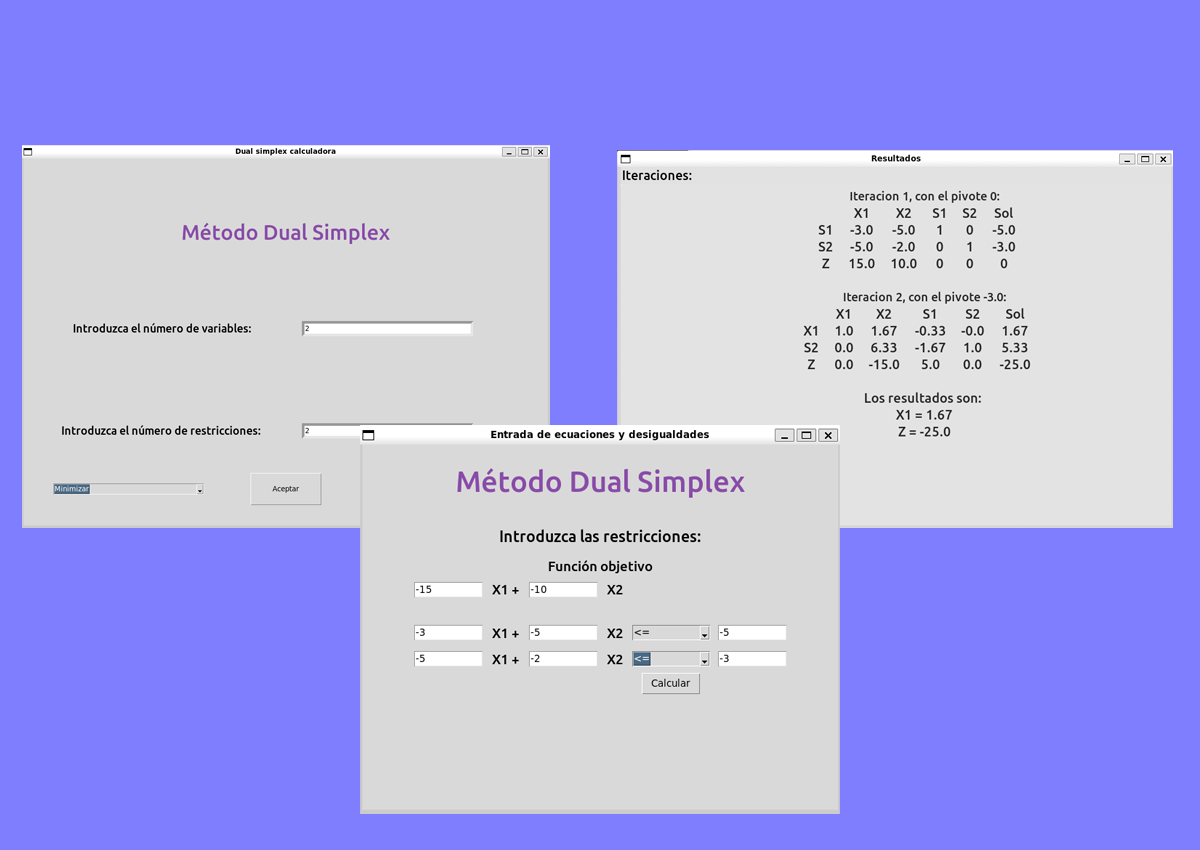 Dual simplex calculadora
Método Dual Simplex
Introduzca el número de variables:
2
Introduzca el número de restricciones:
2
Minimizar
Aceptar
Resultados
Iteraciones:
Iteracion 1, con el pivote 0:
X1 X2 S1 S2 Sol
S1 -3.0 -5.0 1 0 -5.0
S2 -5.0 -2.0 0 1 -3.0
Z 15.0 10.0 0 0 0
Iteracion 2, con el pivote -3.0:
X1 X2 S1 S2 Sol
X1 1.0 1.67 -0.33 -0.0 1.67
S2 0.0 6.33 -1.67 1.0 5.33
Z 0.0 -15.0 5.0 0.0 -25.0
Los resultados son:
X1 = 1.67
Z = -25.0
Entrada de ecuaciones y desigualdades
Método Dual Simplex
Introduzca las restricciones:
Función objetivo
-15 X1 + -10 X2
-3 X1 + -5 X2 <= -5
-5 X1 + -2 X2 <= -3
Calcular